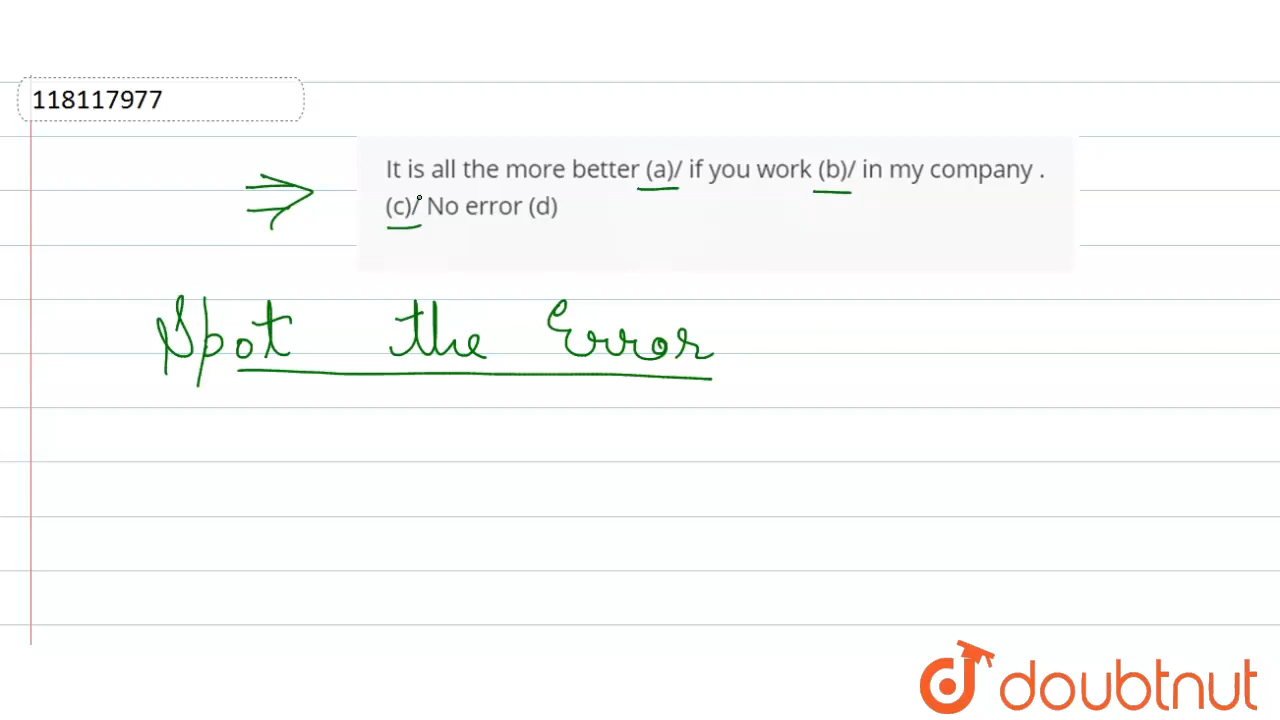 118117977
It is all the more better (a)/ if you work (b)/ in my company .
(c)/ No error (d)
Spot the Error
doubtnut